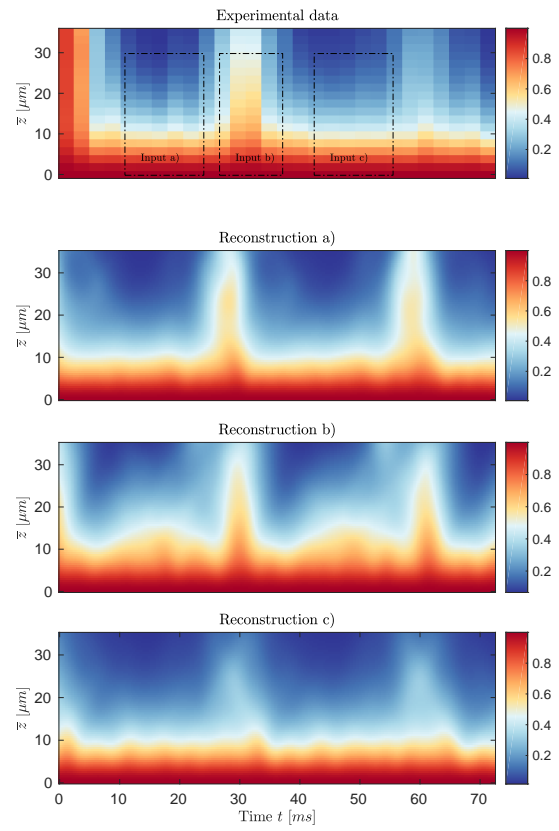 Experimental data
z̅ [μm]
30
20
10
0
Input a)
Input b)
Input c)
1
0.8
0.6
0.4
0.2
Reconstruction a)
z̅ [μm]
30
20
10
0
1
0.8
0.6
0.4
0.2
Reconstruction b)
z̅ [μm]
30
20
10
0
0.8
0.6
0.4
0.2
Reconstruction c)
z̅ [μm]
30
20
10
0
0.8
0.6
0.4
0.2
0 10 20 30 40 50 60 70
Time t [ms]